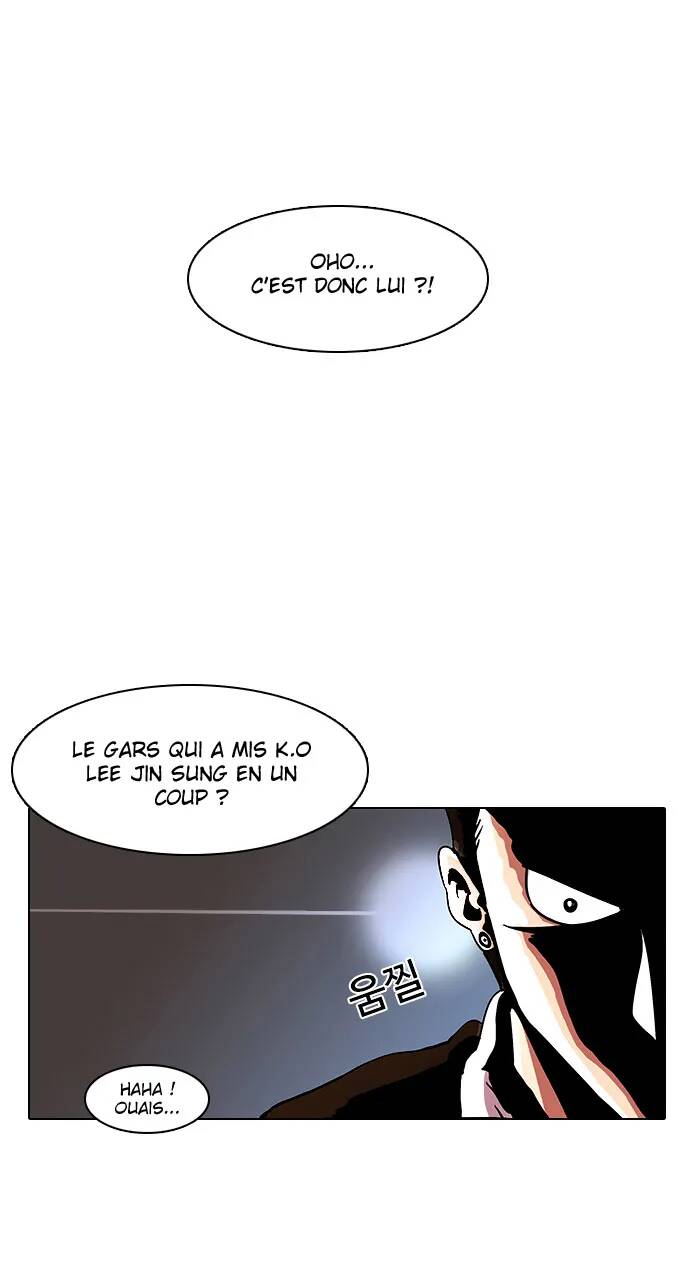 OHO...
C'EST DONC LUI ?!
LE GARS QUI A MIS K.O
LEE JIN SUNG EN UN
COUP ?
움찔
HAHA !
OUAIS...